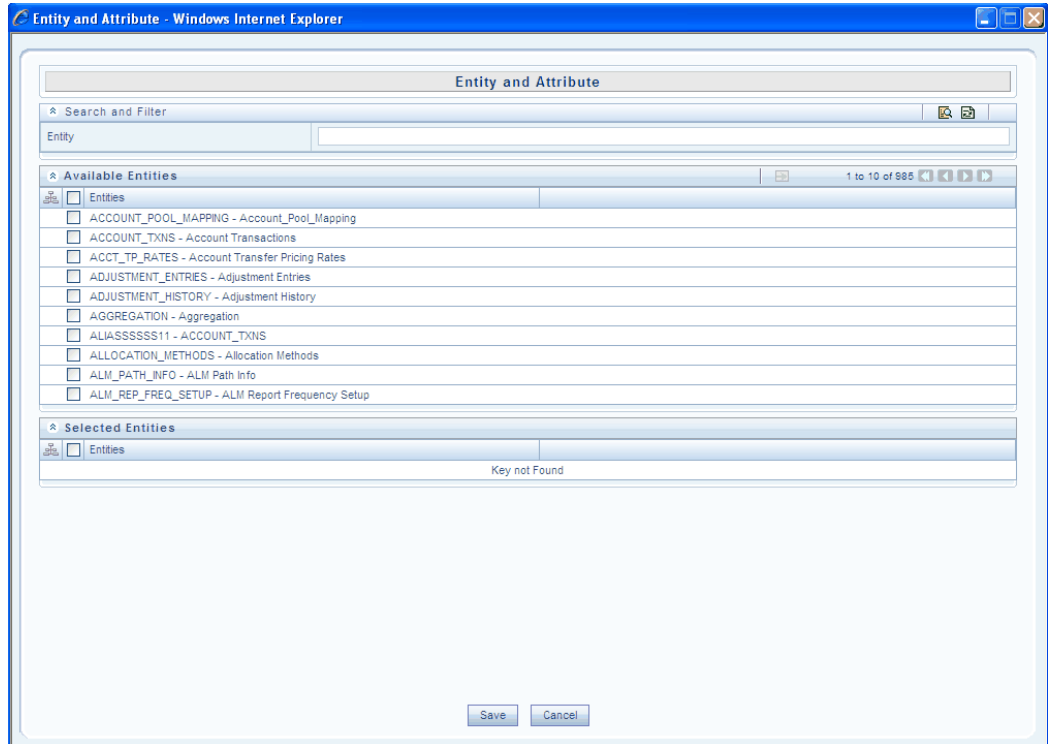 Entity and Attribute - Windows Internet Explorer
Entity and Attribute
Search and Filter
Entity
Available Entities
1 to 10 of 985
Entities
ACCOUNT_POOL_MAPPING - Account_Pool_Mapping
ACCOUNT_TXNS - Account Transactions
ACCT_TP_RATES - Account Transfer Pricing Rates
ADJUSTMENT_ENTRIES - Adjustment Entries
ADJUSTMENT_HISTORY - Adjustment History
AGGREGATION - Aggregation
ALIASSSSSS11 - ACCOUNT_TXNS
ALLOCATION_METHODS - Allocation Methods
ALM_PATH_INFO - ALM Path Info
ALM_REP_FREQ_SETUP - ALM Report Frequency Setup
Selected Entities
Entities
Key not Found
Save Cancel